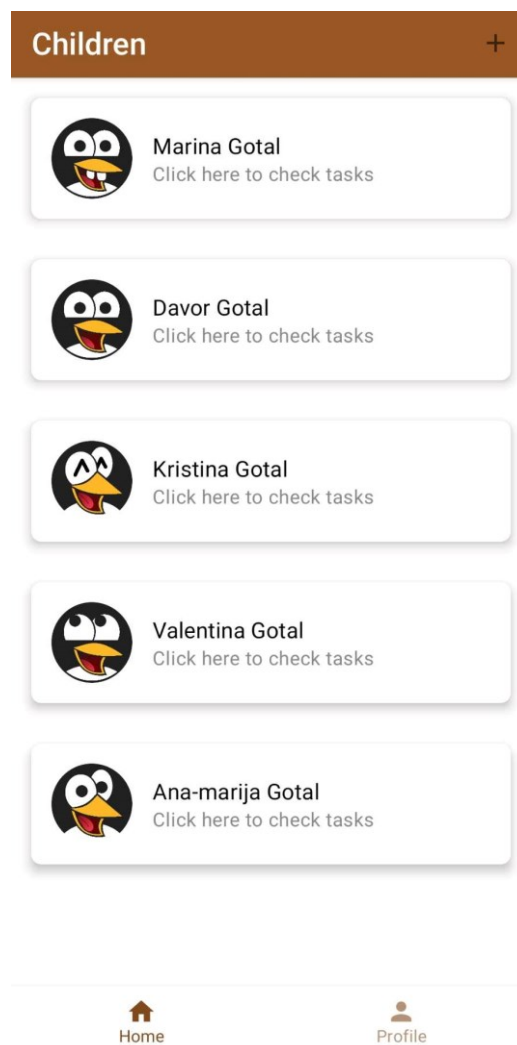 Children
Marina Gotal
Click here to check tasks
Davor Gotal
Click here to check tasks
Kristina Gotal
Click here to check tasks
Valentina Gotal
Click here to check tasks
Ana-marija Gotal
Click here to check tasks
Home Profile